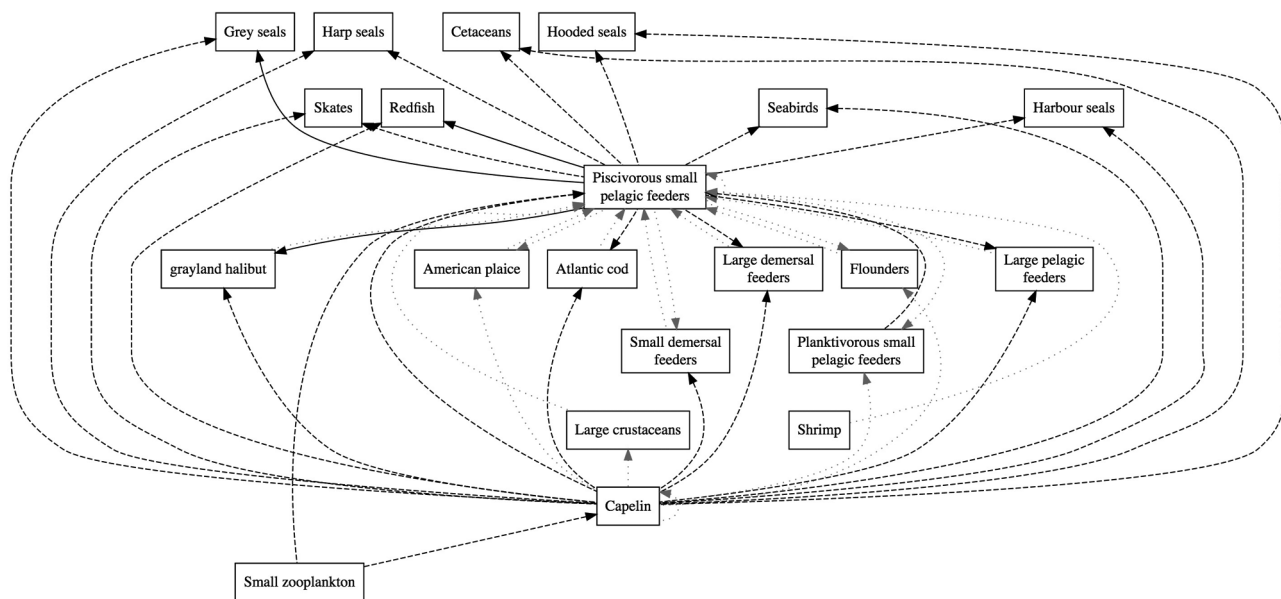 Grey seals
Harp seals
Cetaceans
Hooded seals
Skates
Redfish
Seabirds
Harbour seals
Piscivorous small
pelagic feeders
grayland halibut
American plaice
Atlantic cod
Large demersal
feeders
Flounders
Large pelagic
feeders
Small demersal
feeders
Planktivorous small
pelagic feeders
Large crustaceans
Shrimp
Capelin
Small zooplankton